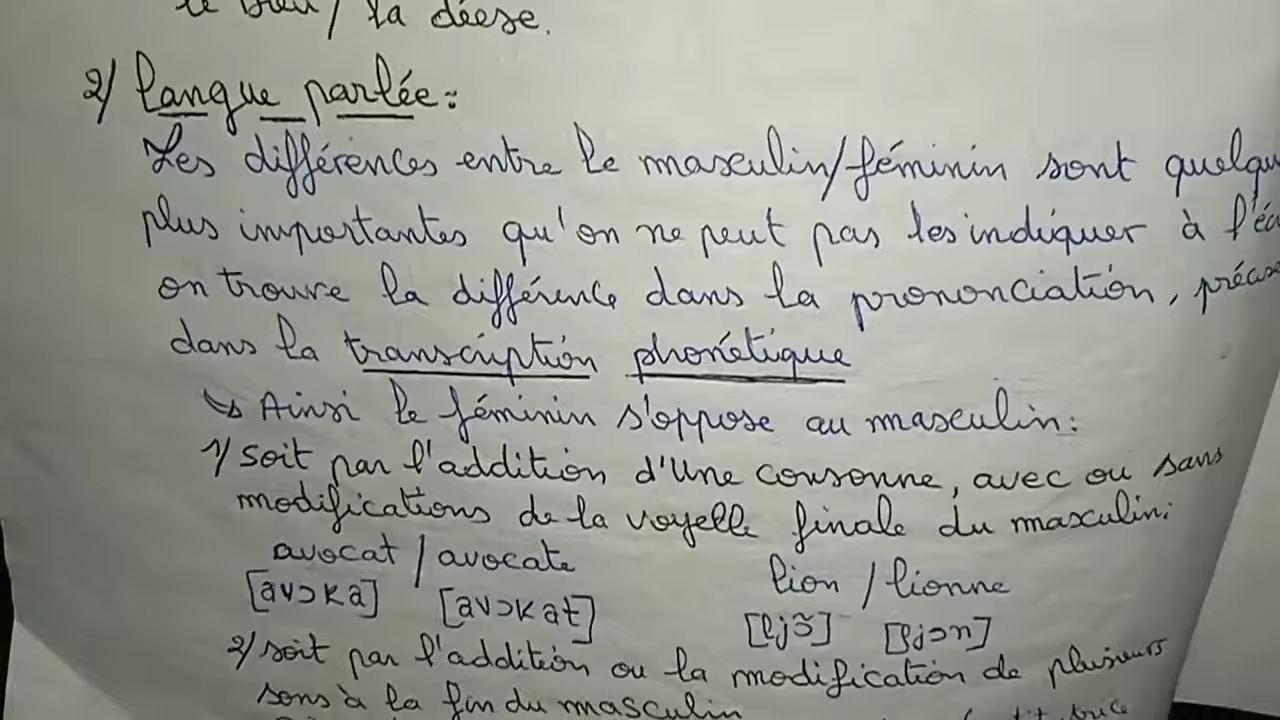 le dieu / la déese.
2/ Langue parlée:
Les différences entre le masculin/féminin sont
plus importantes qu'on ne peut pas les indiquer à
on trouve la différence dans la prononciation,
dans la transcription phonétique
↳ Ainsi le féminin s'oppose au masculin:
1/ soit par l'addition d'une consonne, avec ou sans
modifications de la voyelle finale du masculin:
avocat / avocate lion / lionne
[avɔka] [avɔkat] [ljɔ̃] [ljɔn]
2/ soit par l'addition ou la modification de plusieurs
sons à la fin du masculin